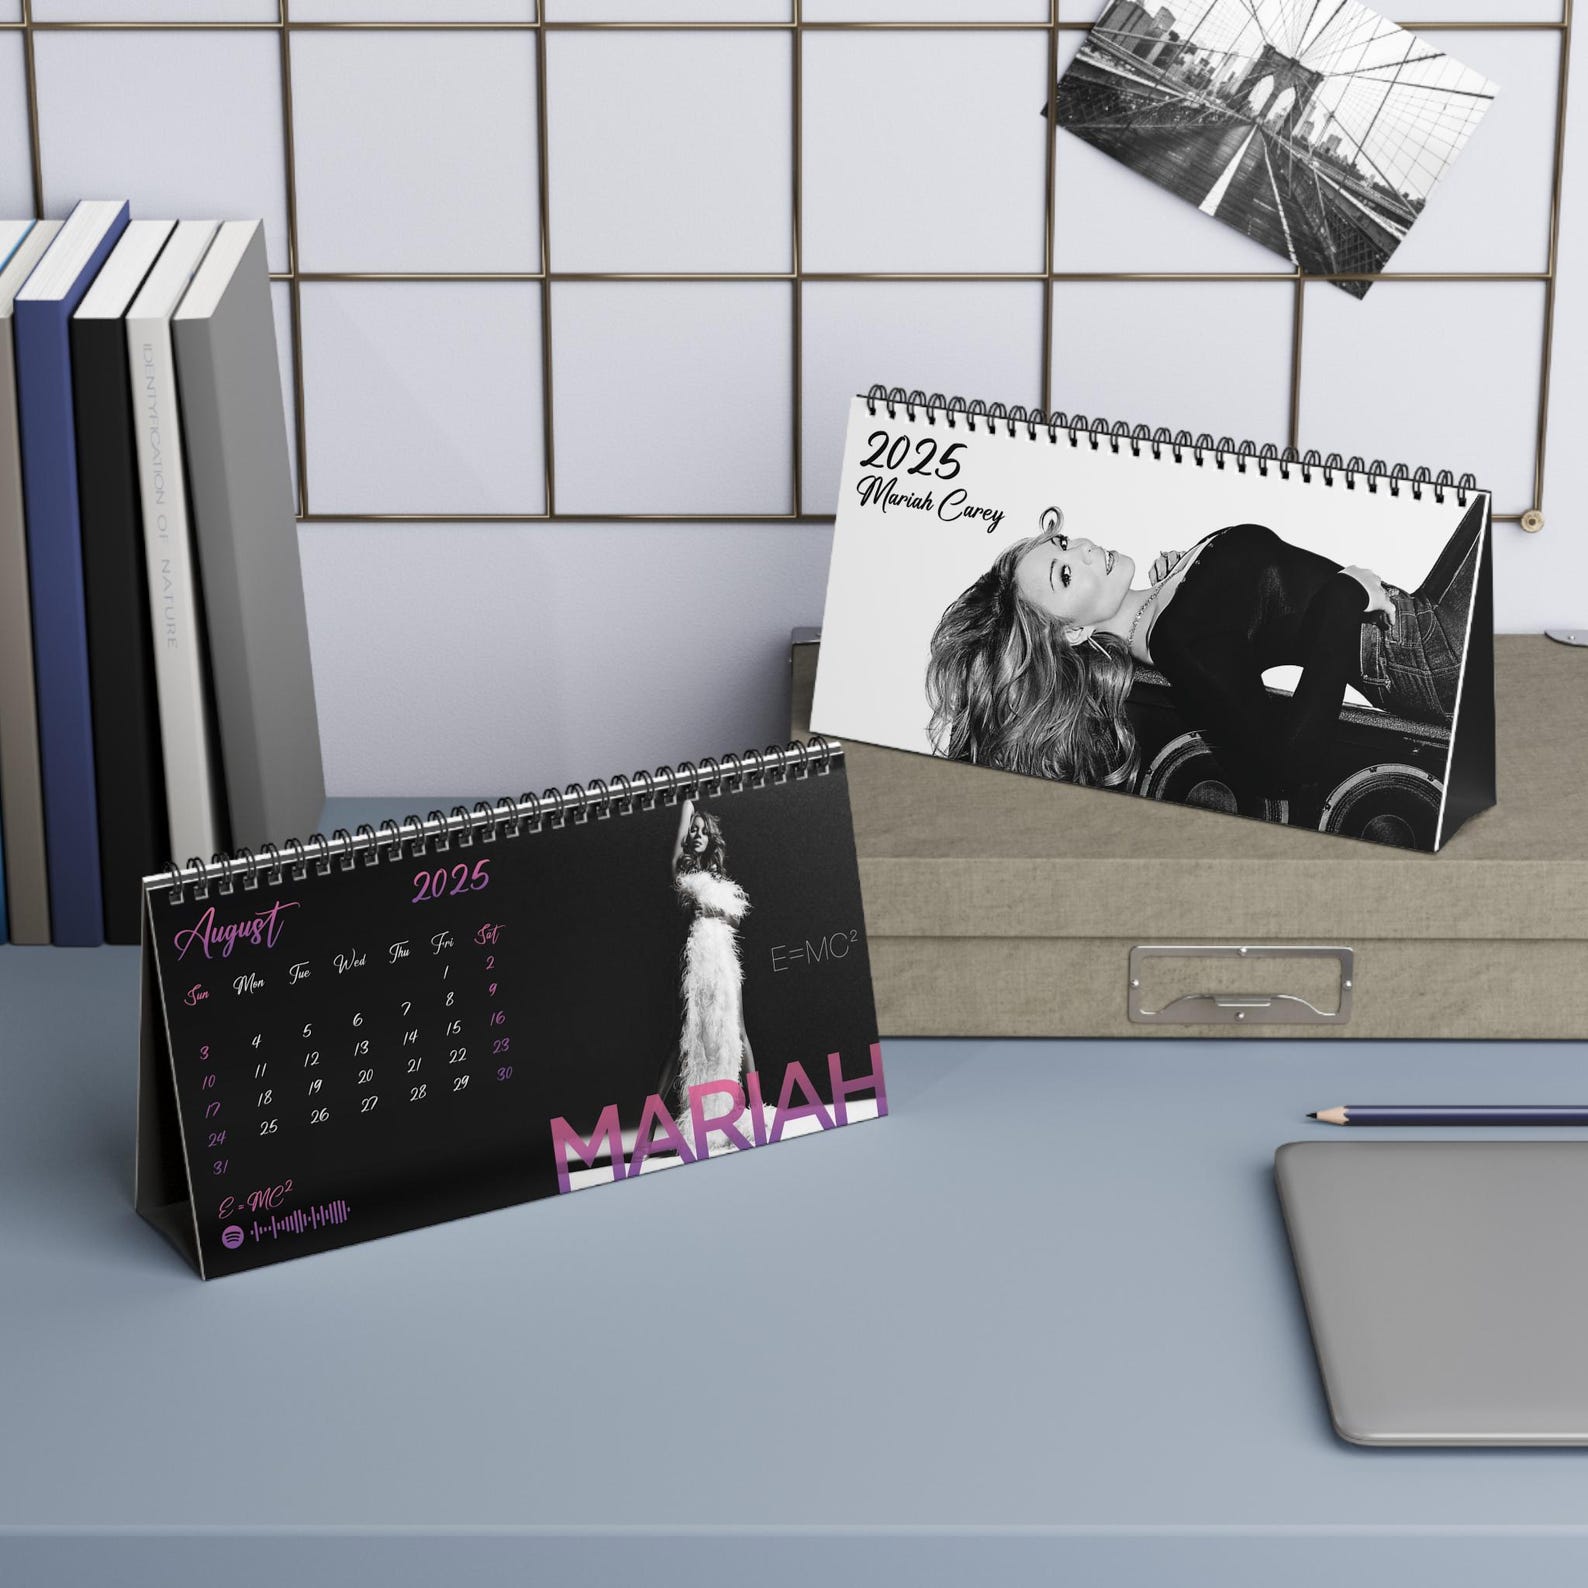 IDENTYFICATION OF NATURE
2025
Mariah Carey
2025
August
Sun Mon Tue Wed Thu Fri Sat
1 2
3 4 5 6 7 8 9
10 11 12 13 14 15 16
17 18 19 20 21 22 23
24 25 26 27 28 29 30
31
E=MC²
MARIAH
E=MC²